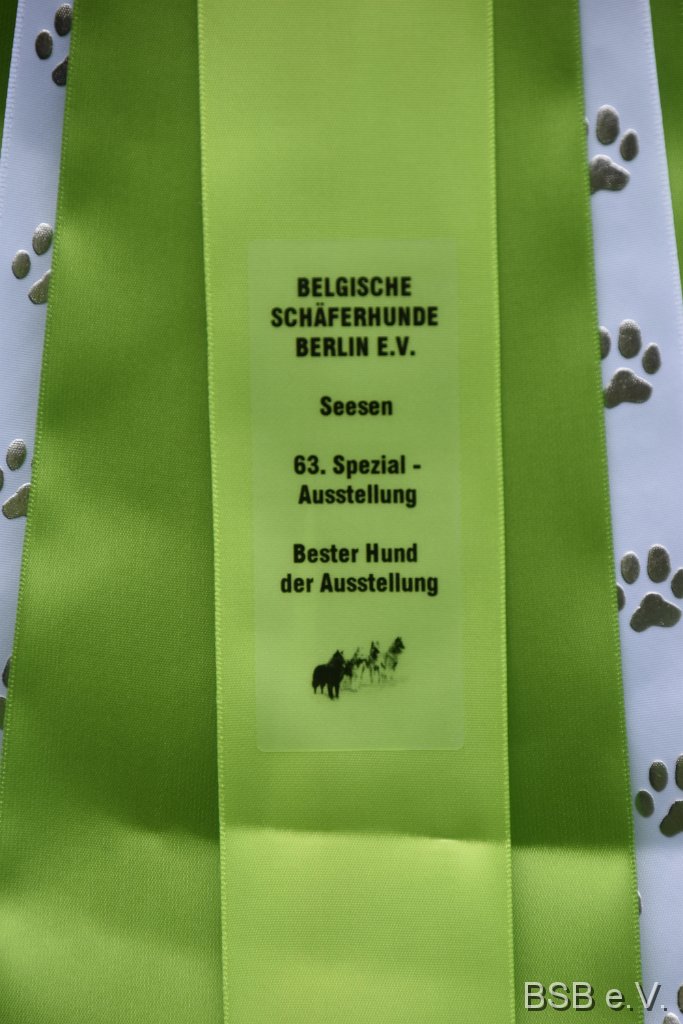 BELGISCHE
SCHÄFERHUNDE
BERLIN E.V.
Seesen
63. Spezial -
Ausstellung
Bester Hund
der Ausstellung
BSB e.V.